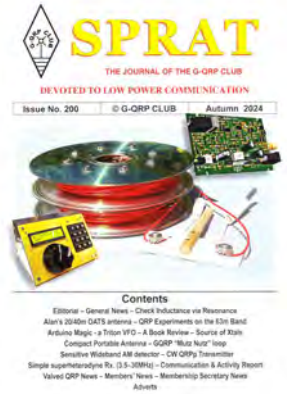 G-QRP CLUB
SPRAT
THE JOURNAL OF THE G-QRP CLUB
DEVOTED TO LOW POWER COMMUNICATION
Issue No. 200 © G-QRP CLUB Autumn 2024
Contents
Editorial – General News – Check Inductance via Resonance
Alan's 20/40m OATS antenna – QRP Experiments on the 63m Band
Arduino Magic - a Triton VFO – A Book Review – Source of Xtals
Compact Portable Antenna – GQRP "Mutz Nutz" loop
Sensitive Wideband AM detector – CW QRPp Transmitter
Simple superheterodyne Rx. (3.5–30MHz) – Communication & Activity Report
Valved QRP News – Members' News – Membership Secretary News
Adverts